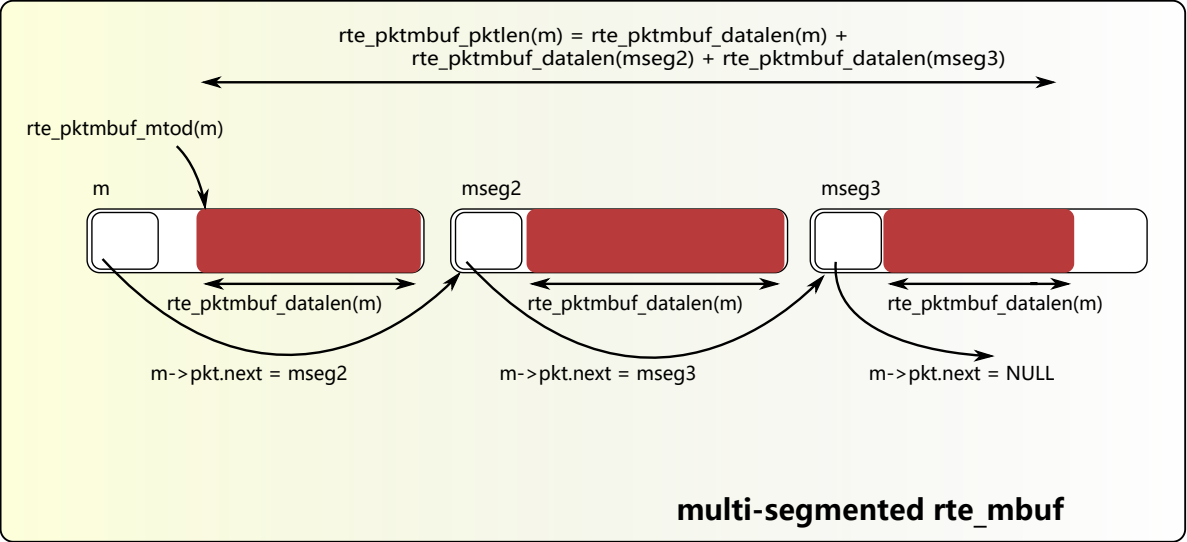 rte_pktmbuf_pktlen(m) = rte_pktmbuf_datalen(m) +
rte_pktmbuf_datalen(mseg2) + rte_pktmbuf_datalen(mseg3)
rte_pktmbuf_mtod(m)
m
mseg2
mseg3
rte_pktmbuf_datalen(m)
rte_pktmbuf_datalen(m)
rte_pktmbuf_datalen(m)
m->pkt.next = mseg2
m->pkt.next = mseg3
m->pkt.next = NULL
multi-segmented rte_mbuf